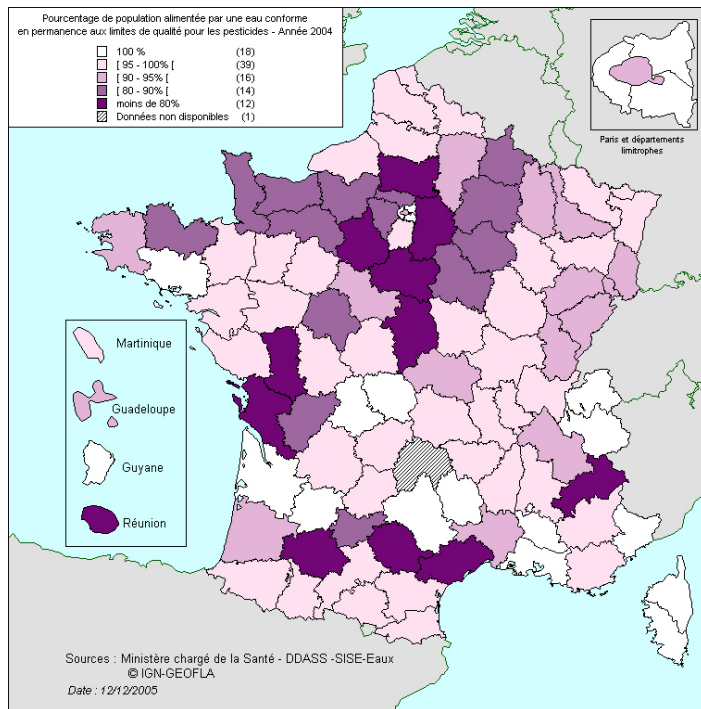 Pourcentage de population alimentée par une eau conforme
en permanence aux limites de qualité pour les pesticides - Année 2004
100 % (18)
[ 95 - 100% [ (39)
[ 90 - 95% [ (16)
[ 80 - 90% [ (14)
moins de 80% (12)
Données non disponibles (1)
Paris et départements
limitrophes
Martinique
Guadeloupe
Guyane
Réunion
Sources : Ministère chargé de la Santé - DDASS -SISE-Eaux
© IGN-GEOFLA
Date : 12/12/2005